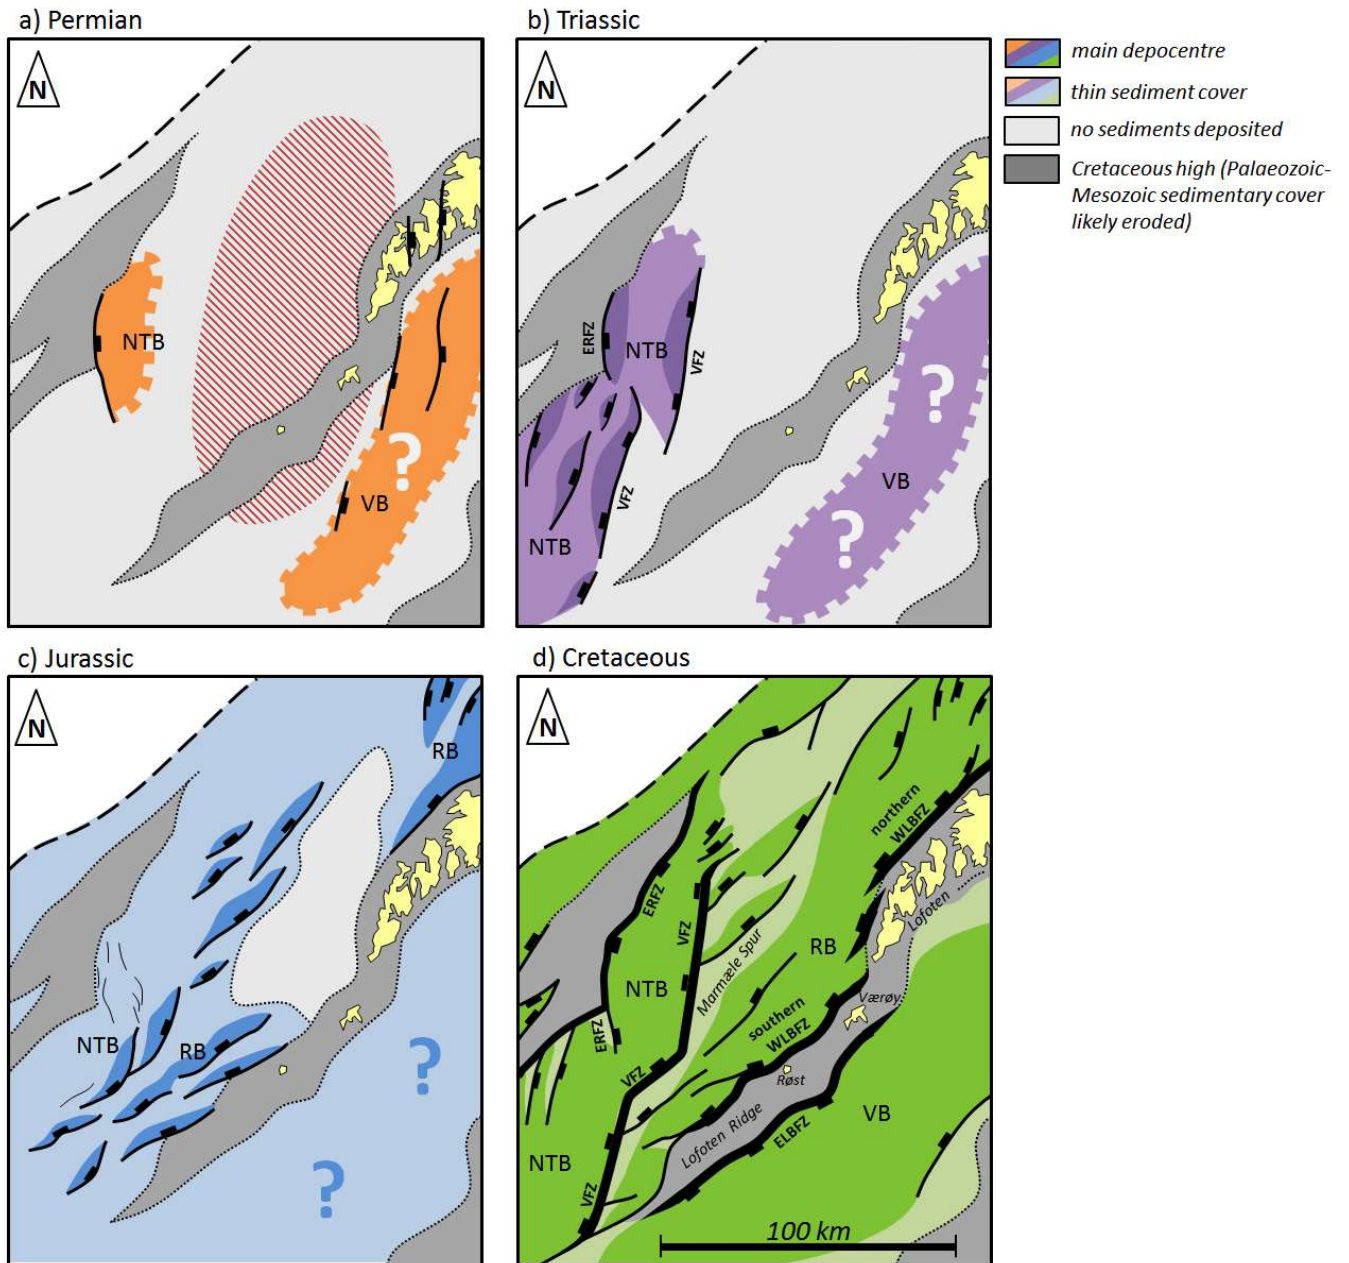 a) Permian
b) Triassic
main depocentre
thin sediment cover
no sediments deposited
Cretaceous high (Palaeozoic-
Mesozoic sedimentary cover
likely eroded)
N
NTB
?
VB
N
ERFZ
NTB
VFZ
?
VFZ
VB
?
NTB
c) Jurassic
d) Cretaceous
N
RB
NTB
RB
?
?
N
northern
WLBFZ
ERFZ
VFZ
Lofoten
Marmæle Spur
RB
NTB
Værøy
southern
WLBFZ
ERFZ
VFZ
Røst
VB
Lofoten Ridge
ELBFZ
NTB
VFZ
100 km